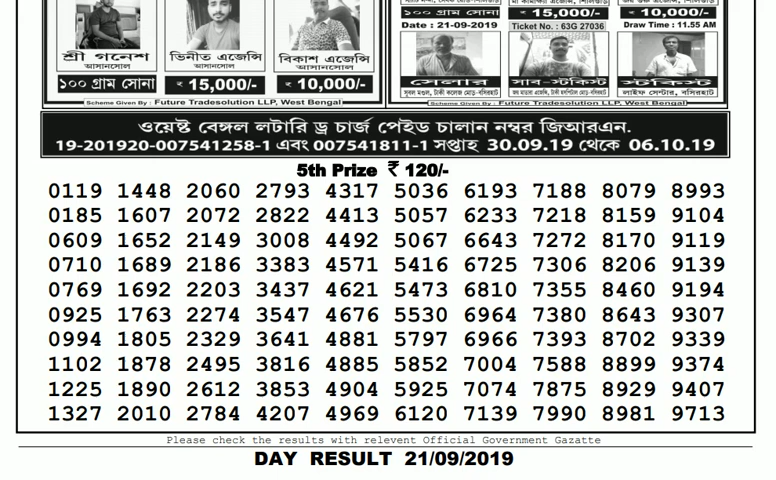 ১০০ গ্রাম সোনা
₹ 15,000/-
₹ 10,000/-
Date : 21-09-2019
Ticket No. : 63G 27036
Draw Time : 11.55 AM
শ্রী গনেশ
আসানসোল
ভিনীত এজেন্সি
আসানসোল
বিকাশ এজেন্সি
আসানসোল
১০০ গ্রাম সোনা
₹ 15,000/-
₹ 10,000/-
সেলার
সাব-স্টকিস্ট
স্টকিস্ট
লাইফ সেন্টার, বসিরহাট
Scheme Given By : Future Tradesolution LLP, West Bengal
Scheme Given By : Future Tradesolution LLP, West Bengal
ওয়েষ্ট বেঙ্গল লটারি ড্র চার্জ পেইড চালান নম্বর জিআরএন.
19-201920-007541258-1 এবং 007541811-1 সপ্তাহ 30.09.19 থেকে 06.10.19
5th Prize ₹ 120/-
0119 1448 2060 2793 4317 5036 6193 7188 8079 8993
0185 1607 2072 2822 4413 5057 6233 7218 8159 9104
0609 1652 2149 3008 4492 5067 6643 7272 8170 9119
0710 1689 2186 3383 4571 5416 6725 7306 8206 9139
0769 1692 2203 3437 4621 5473 6810 7355 8460 9194
0925 1763 2274 3547 4676 5530 6964 7380 8643 9307
0994 1805 2329 3641 4881 5797 6966 7393 8702 9339
1102 1878 2495 3816 4885 5852 7004 7588 8899 9374
1225 1890 2612 3853 4904 5925 7074 7875 8929 9407
1327 2010 2784 4207 4969 6120 7139 7990 8981 9713
Please check the results with relevent Official Government Gazatte
DAY RESULT 21/09/2019